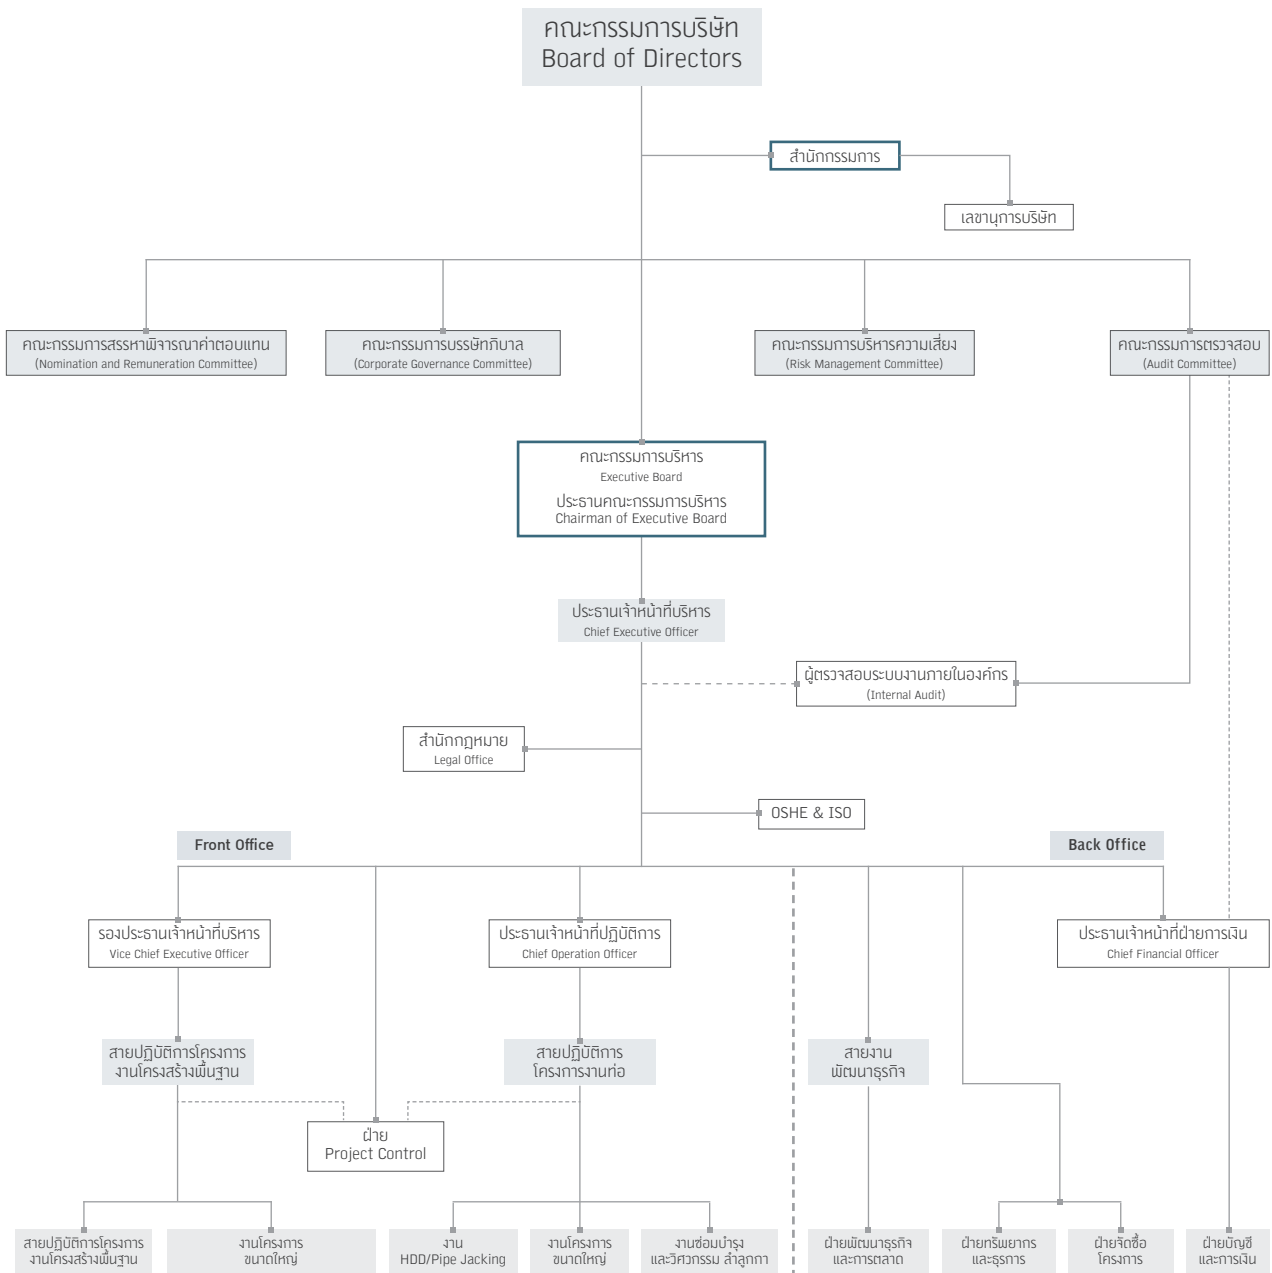 คณะกรรมการบริษัท
Board of Directors
สำนักกรรมการ
เลขานุการบริษัท
คณะกรรมการสรรหาพิจารณาค่าตอบแทน
(Nomination and Remuneration Committee)
คณะกรรมการบรรษัทภิบาล
(Corporate Governance Committee)
คณะกรรมการบริหารความเสี่ยง
(Risk Management Committee)
คณะกรรมการตรวจสอบ
(Audit Committee)
คณะกรรมการบริหาร
Executive Board
ประธานคณะกรรมการบริหาร
Chairman of Executive Board
ประธานเจ้าหน้าที่บริหาร
Chief Executive Officer
ผู้ตรวจสอบระบบงานภายในองค์กร
(Internal Audit)
สำนักกฎหมาย
Legal Office
OSHE & ISO
Front Office
Back Office
รองประธานเจ้าหน้าที่บริหาร
Vice Chief Executive Officer
ประธานเจ้าหน้าที่ปฏิบัติการ
Chief Operation Officer
ประธานเจ้าหน้าที่ฝ่ายการเงิน
Chief Financial Officer
สายปฏิบัติการโครงการ
งานโครงสร้างพื้นฐาน
สายปฏิบัติการ
โครงการงานท่อ
สายงาน
พัฒนาธุรกิจ
ฝ่าย
Project Control
สายปฏิบัติการโครงการ
งานโครงสร้างพื้นฐาน
งานโครงการ
ขนาดใหญ่
งาน
HDD/Pipe Jacking
งานโครงการ
ขนาดใหญ่
งานซ่อมบำรุง
และวิศวกรรม ลำลูกกา
ฝ่ายพัฒนาธุรกิจ
และการตลาด
ฝ่ายทรัพยากร
และธุรการ
ฝ่ายจัดซื้อ
โครงการ
ฝ่ายบัญชี
และการเงิน